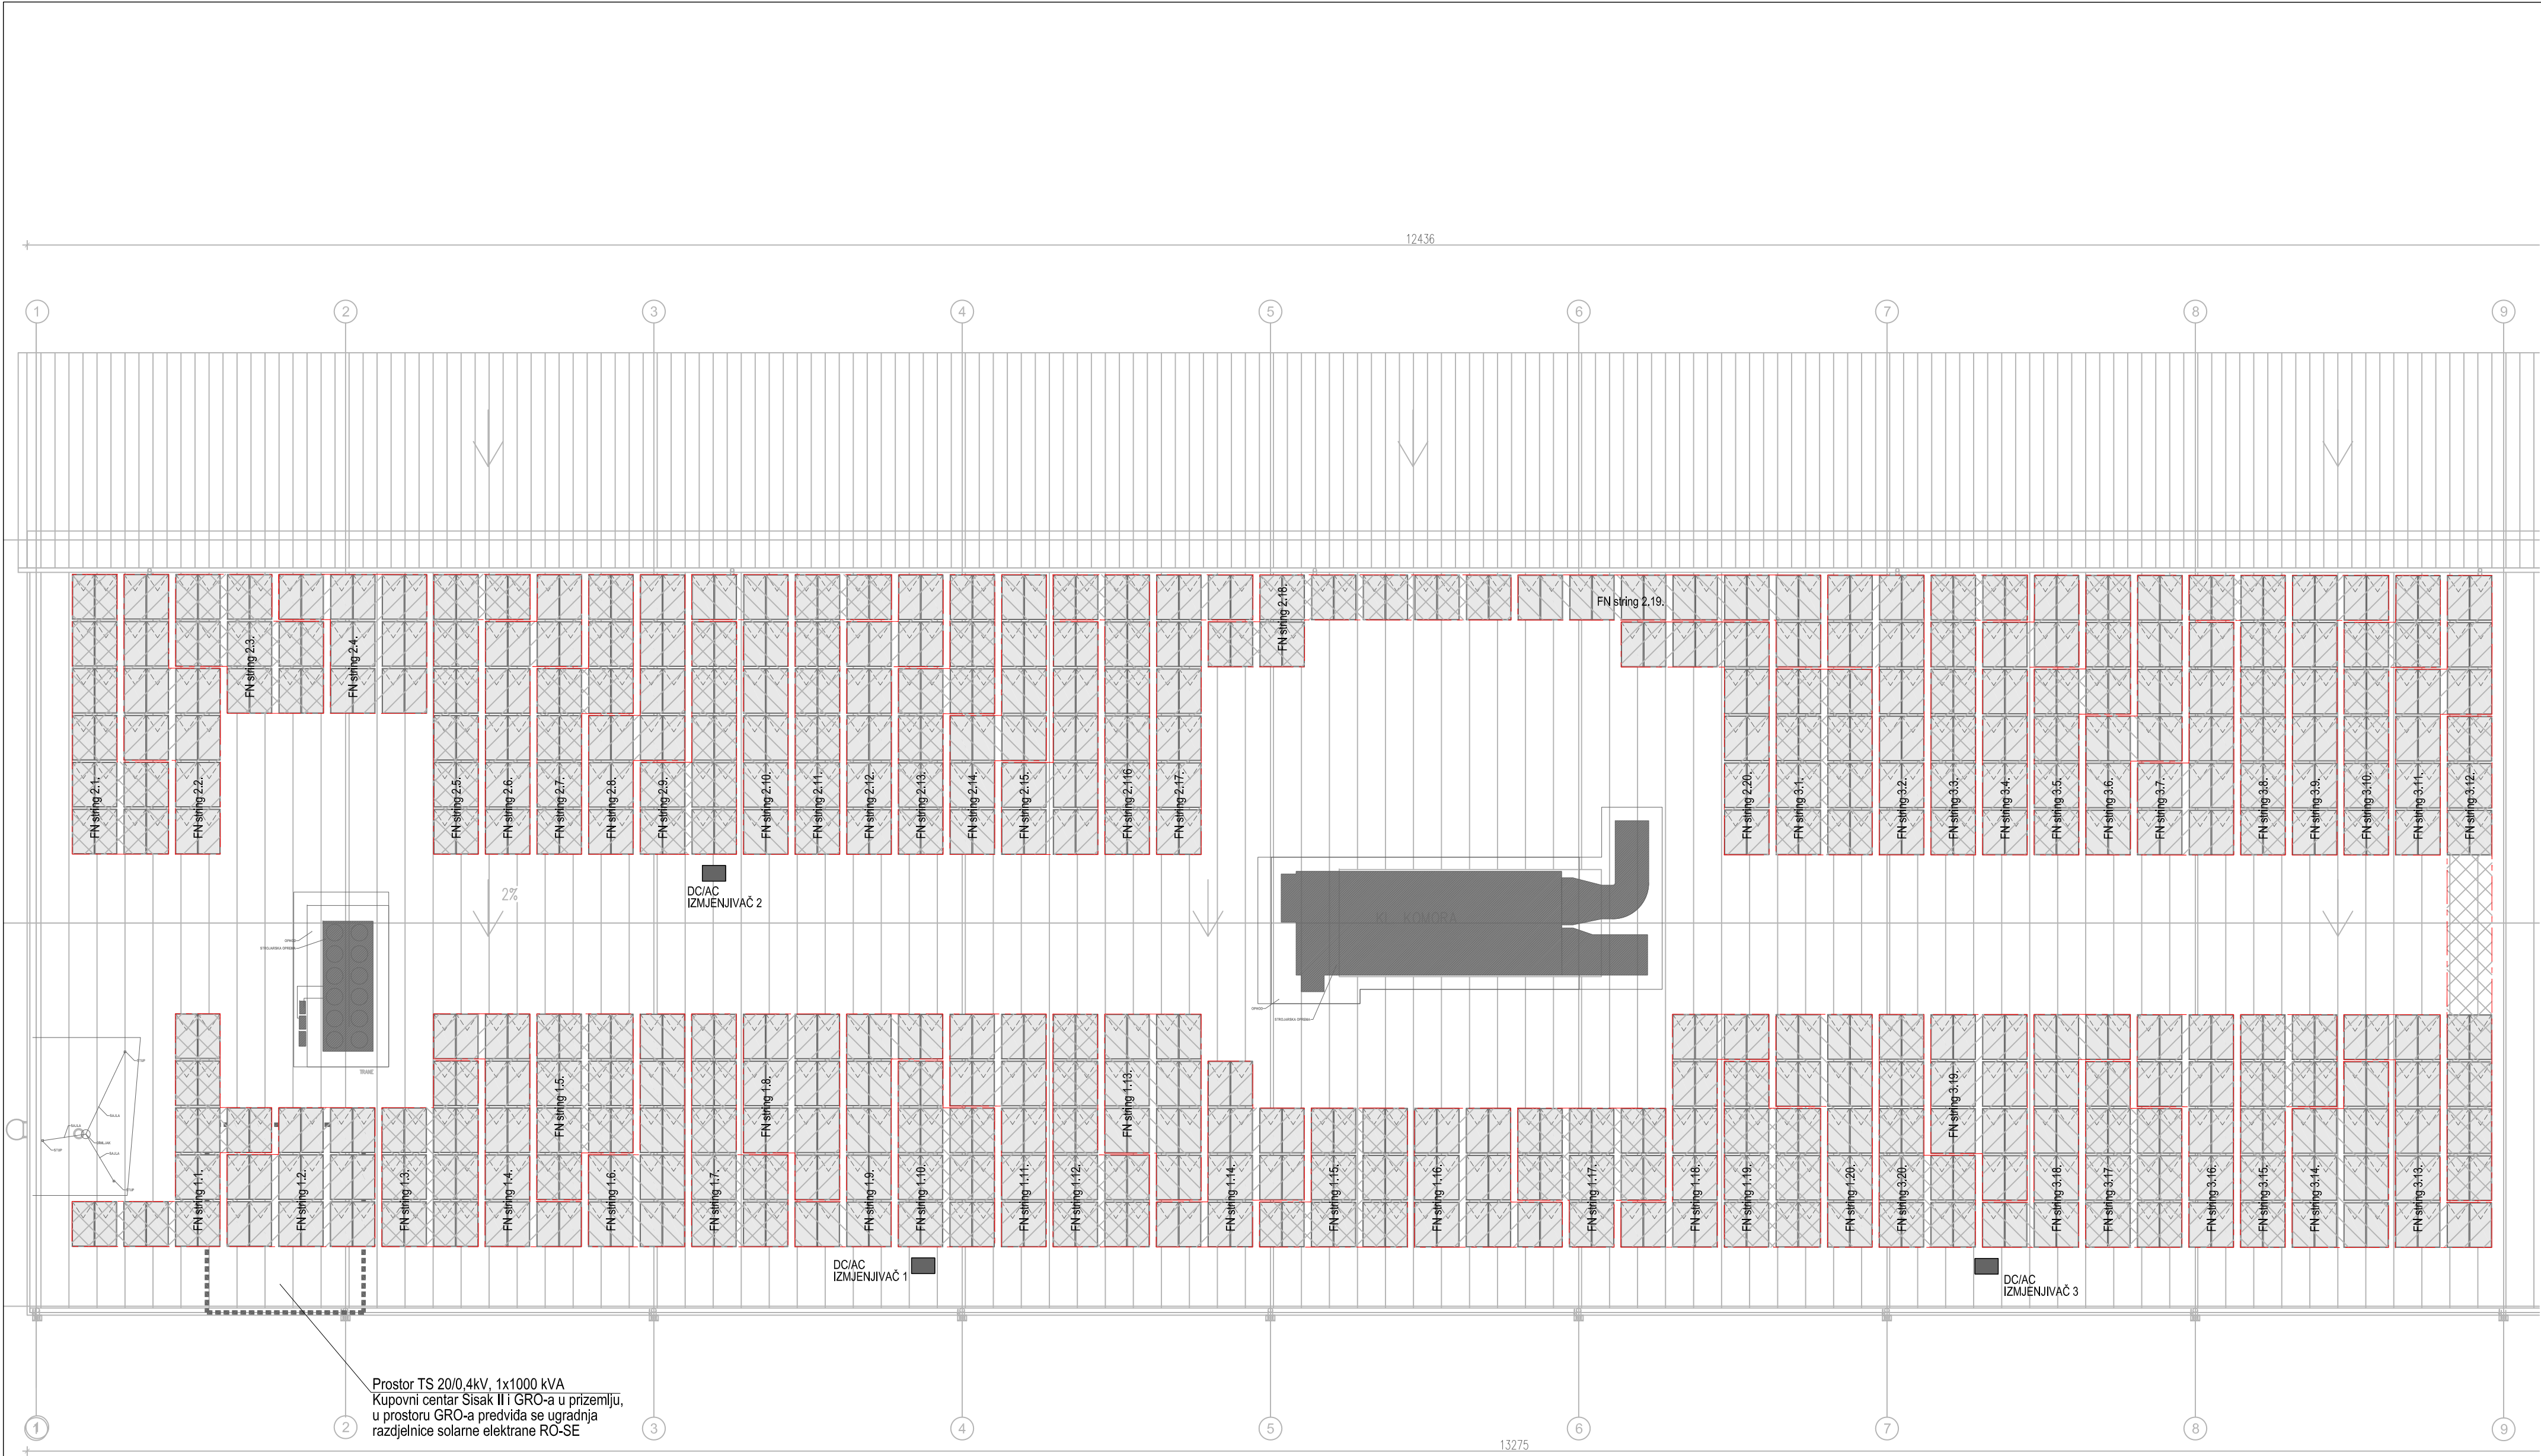 12436
1 2 3 4 5 6 7 8 9
FN string 2.1.
FN string 2.2.
FN string 2.3.
FN string 2.4.
FN string 2.5.
FN string 2.6.
FN string 2.7.
FN string 2.8.
FN string 2.9.
FN string 2.10.
FN string 2.11.
FN string 2.12.
FN string 2.13.
FN string 2.14.
FN string 2.15.
FN string 2.16
FN string 2.17.
FN string 2.18.
FN string 2.19.
FN string 2.20.
FN string 3.1.
FN string 3.2.
FN string 3.3.
FN string 3.4.
FN string 3.5.
FN string 3.6.
FN string 3.7.
FN string 3.8.
FN string 3.9.
FN string 3.10.
FN string 3.11.
FN string 3.12.
DC/AC
IZMJENJIVAČ 2
2%
KL. KOMORA
TRANE
FN string 1.1.
FN string 1.2.
FN string 1.3.
FN string 1.4.
FN string 1.5.
FN string 1.6.
FN string 1.7.
FN string 1.8.
FN string 1.9.
FN string 1.10.
FN string 1.11.
FN string 1.12.
FN string 1.13.
FN string 1.14.
FN string 1.15.
FN string 1.16.
FN string 1.17.
FN string 1.18.
FN string 1.19.
FN string 1.20.
FN string 3.20.
FN string 3.19.
FN string 3.18.
FN string 3.17
FN string 3.16.
FN string 3.15.
FN string 3.14.
FN string 3.13.
DC/AC
IZMJENJIVAČ 1
DC/AC
IZMJENJIVAČ 3
Prostor TS 20/0,4kV, 1x1000 kVA
Kupovni centar Sisak II i GRO-a u prizemlju,
u prostoru GRO-a predviđa se ugradnja
razdjelnice solarne elektrane RO-SE
1 2 3 4 5 6 7 8 9
13275